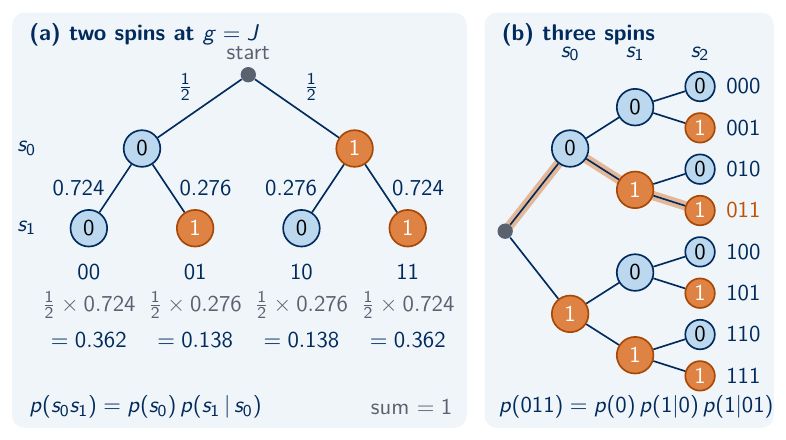 (a) two spins at g = J
start
1/2 1/2
s₀ 0 1
0.724 0.276 0.276 0.724
s₁ 0 1 0 1
00 01 10 11
1/2 × 0.724 1/2 × 0.276 1/2 × 0.276 1/2 × 0.724
= 0.362 = 0.138 = 0.138 = 0.362
p(s₀s₁) = p(s₀) p(s₁ | s₀) sum = 1
(b) three spins
s₀ s₁ s₂
0 000
0
1 001
0
0 010
1
1 011
0 100
0
1 101
1
0 110
1
1 111
p(011) = p(0) p(1|0) p(1|01)